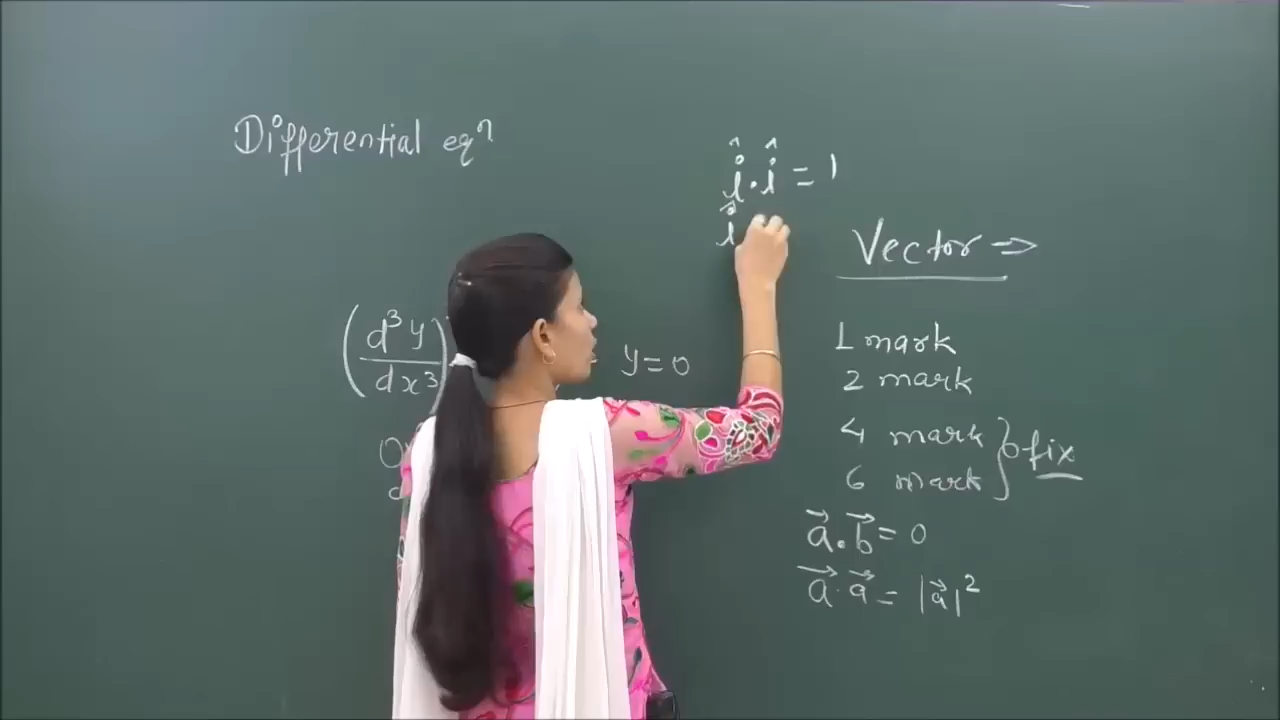 Differential eqⁿ
(d³y/dx³)
y=0
î·î = 1
î
Vector ⇒
1 mark
2 mark
4 mark
6 mark
} fix
a⃗·b⃗ = 0
a⃗·a⃗ = |a⃗|²